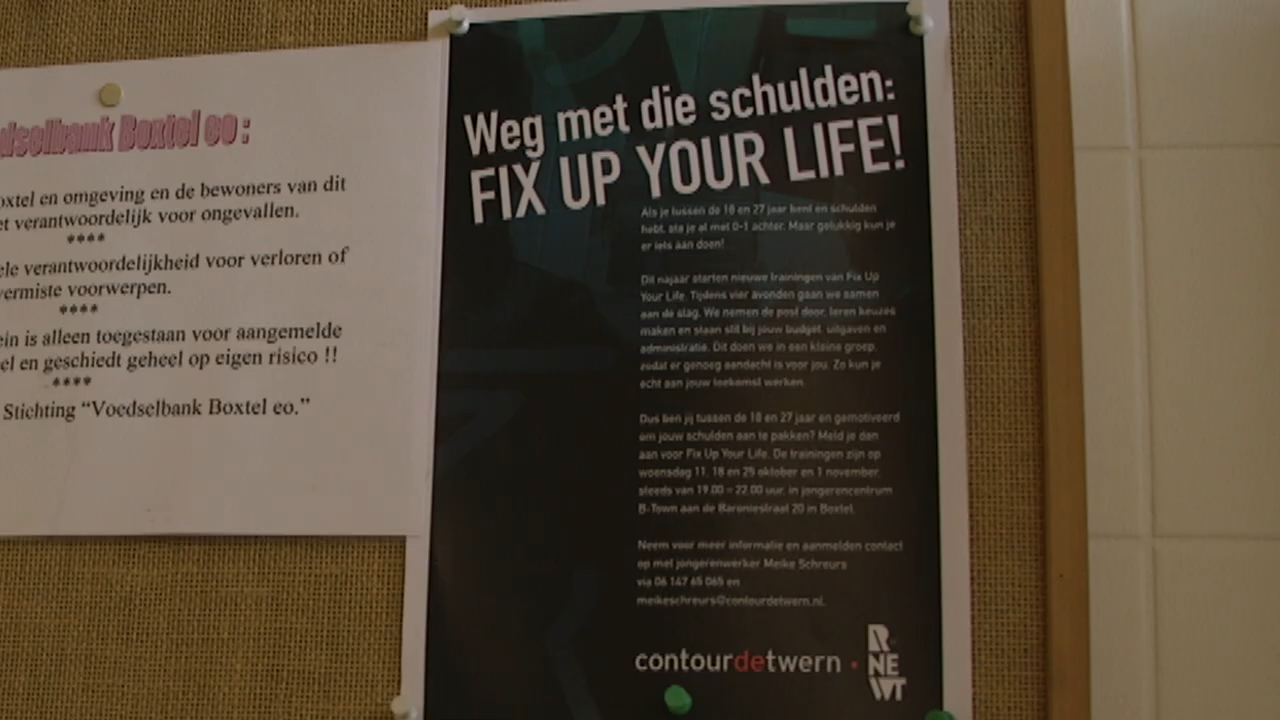 dselbank Boxtel eo :
oxtel en omgeving en de bewoners van dit
et verantwoordelijk voor ongevallen.
****
ele verantwoordelijkheid voor verloren of
vermiste voorwerpen.
****
ein is alleen toegestaan voor aangemelde
el en geschiedt geheel op eigen risico !!
****
Stichting “Voedselbank Boxtel eo.”
Weg met die schulden:
FIX UP YOUR LIFE!
Als je tussen de 18 en 27 jaar bent en schulden
hebt, sta je al met 0-1 achter. Maar gelukkig kun je
er iets aan doen!
Dit najaar starten nieuwe trainingen van Fix Up
Your Life. Tijdens vier avonden gaan we samen
aan de slag. We nemen de post door, leren keuzes
maken en staan stil bij jouw budget, uitgaven en
administratie. Dit doen we in een kleine groep,
zodat er genoeg aandacht is voor jou. Zo kun je
echt aan jouw toekomst werken.
Dus ben jij tussen de 18 en 27 jaar en gemotiveerd
om jouw schulden aan te pakken? Meld je dan
aan voor Fix Up Your Life. De trainingen zijn op
woensdag 11, 18 en 25 oktober en 1 november,
steeds van 19.00 - 22.00 uur, in jongerencentrum
B-Town aan de Baroniestraat 20 in Boxtel.
Neem voor meer informatie en aanmelden contact
op met jongerenwerker Meike Schreurs
via 06 147 65 065 en
meikeschreurs@contourdetwern.nl.
contourdetwern
R-
NE
WT